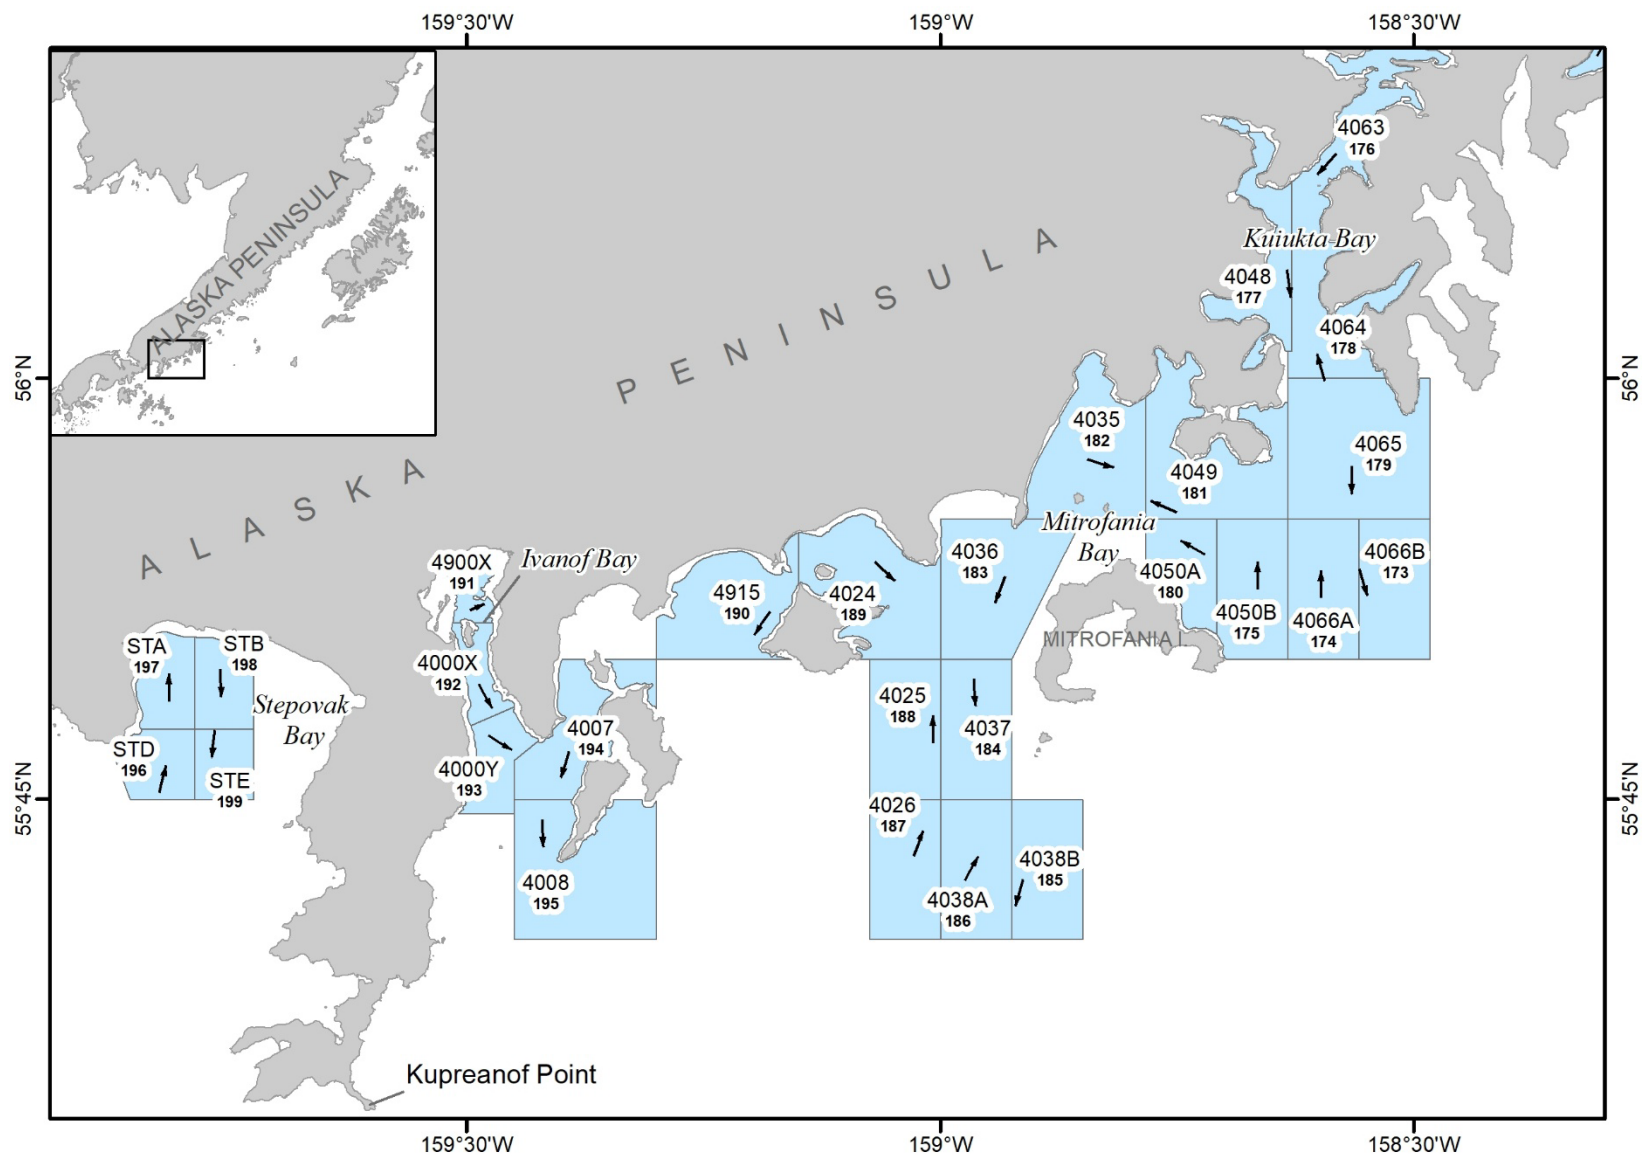 159°30'W
159°W
158°30'W
ALASKA PENINSULA
4063
176
Kuiukta Bay
4048
177
4064
178
PENINSULA
56°N
56°N
4035
182
4065
179
4049
181
ALASKA
Mitrofania
Bay
4036
183
4066B
173
4050A
180
4050B
175
4066A
174
Ivanof Bay
4900X
191
4915
190
4024
189
MITROFANIA I.
STA
197
STB
198
4000X
192
Stepovak
Bay
4025
188
4037
184
4007
194
STD
196
STE
199
4000Y
193
55°45'N
55°45'N
4026
187
4038B
185
4008
195
4038A
186
Kupreanof Point
159°30'W
159°W
158°30'W